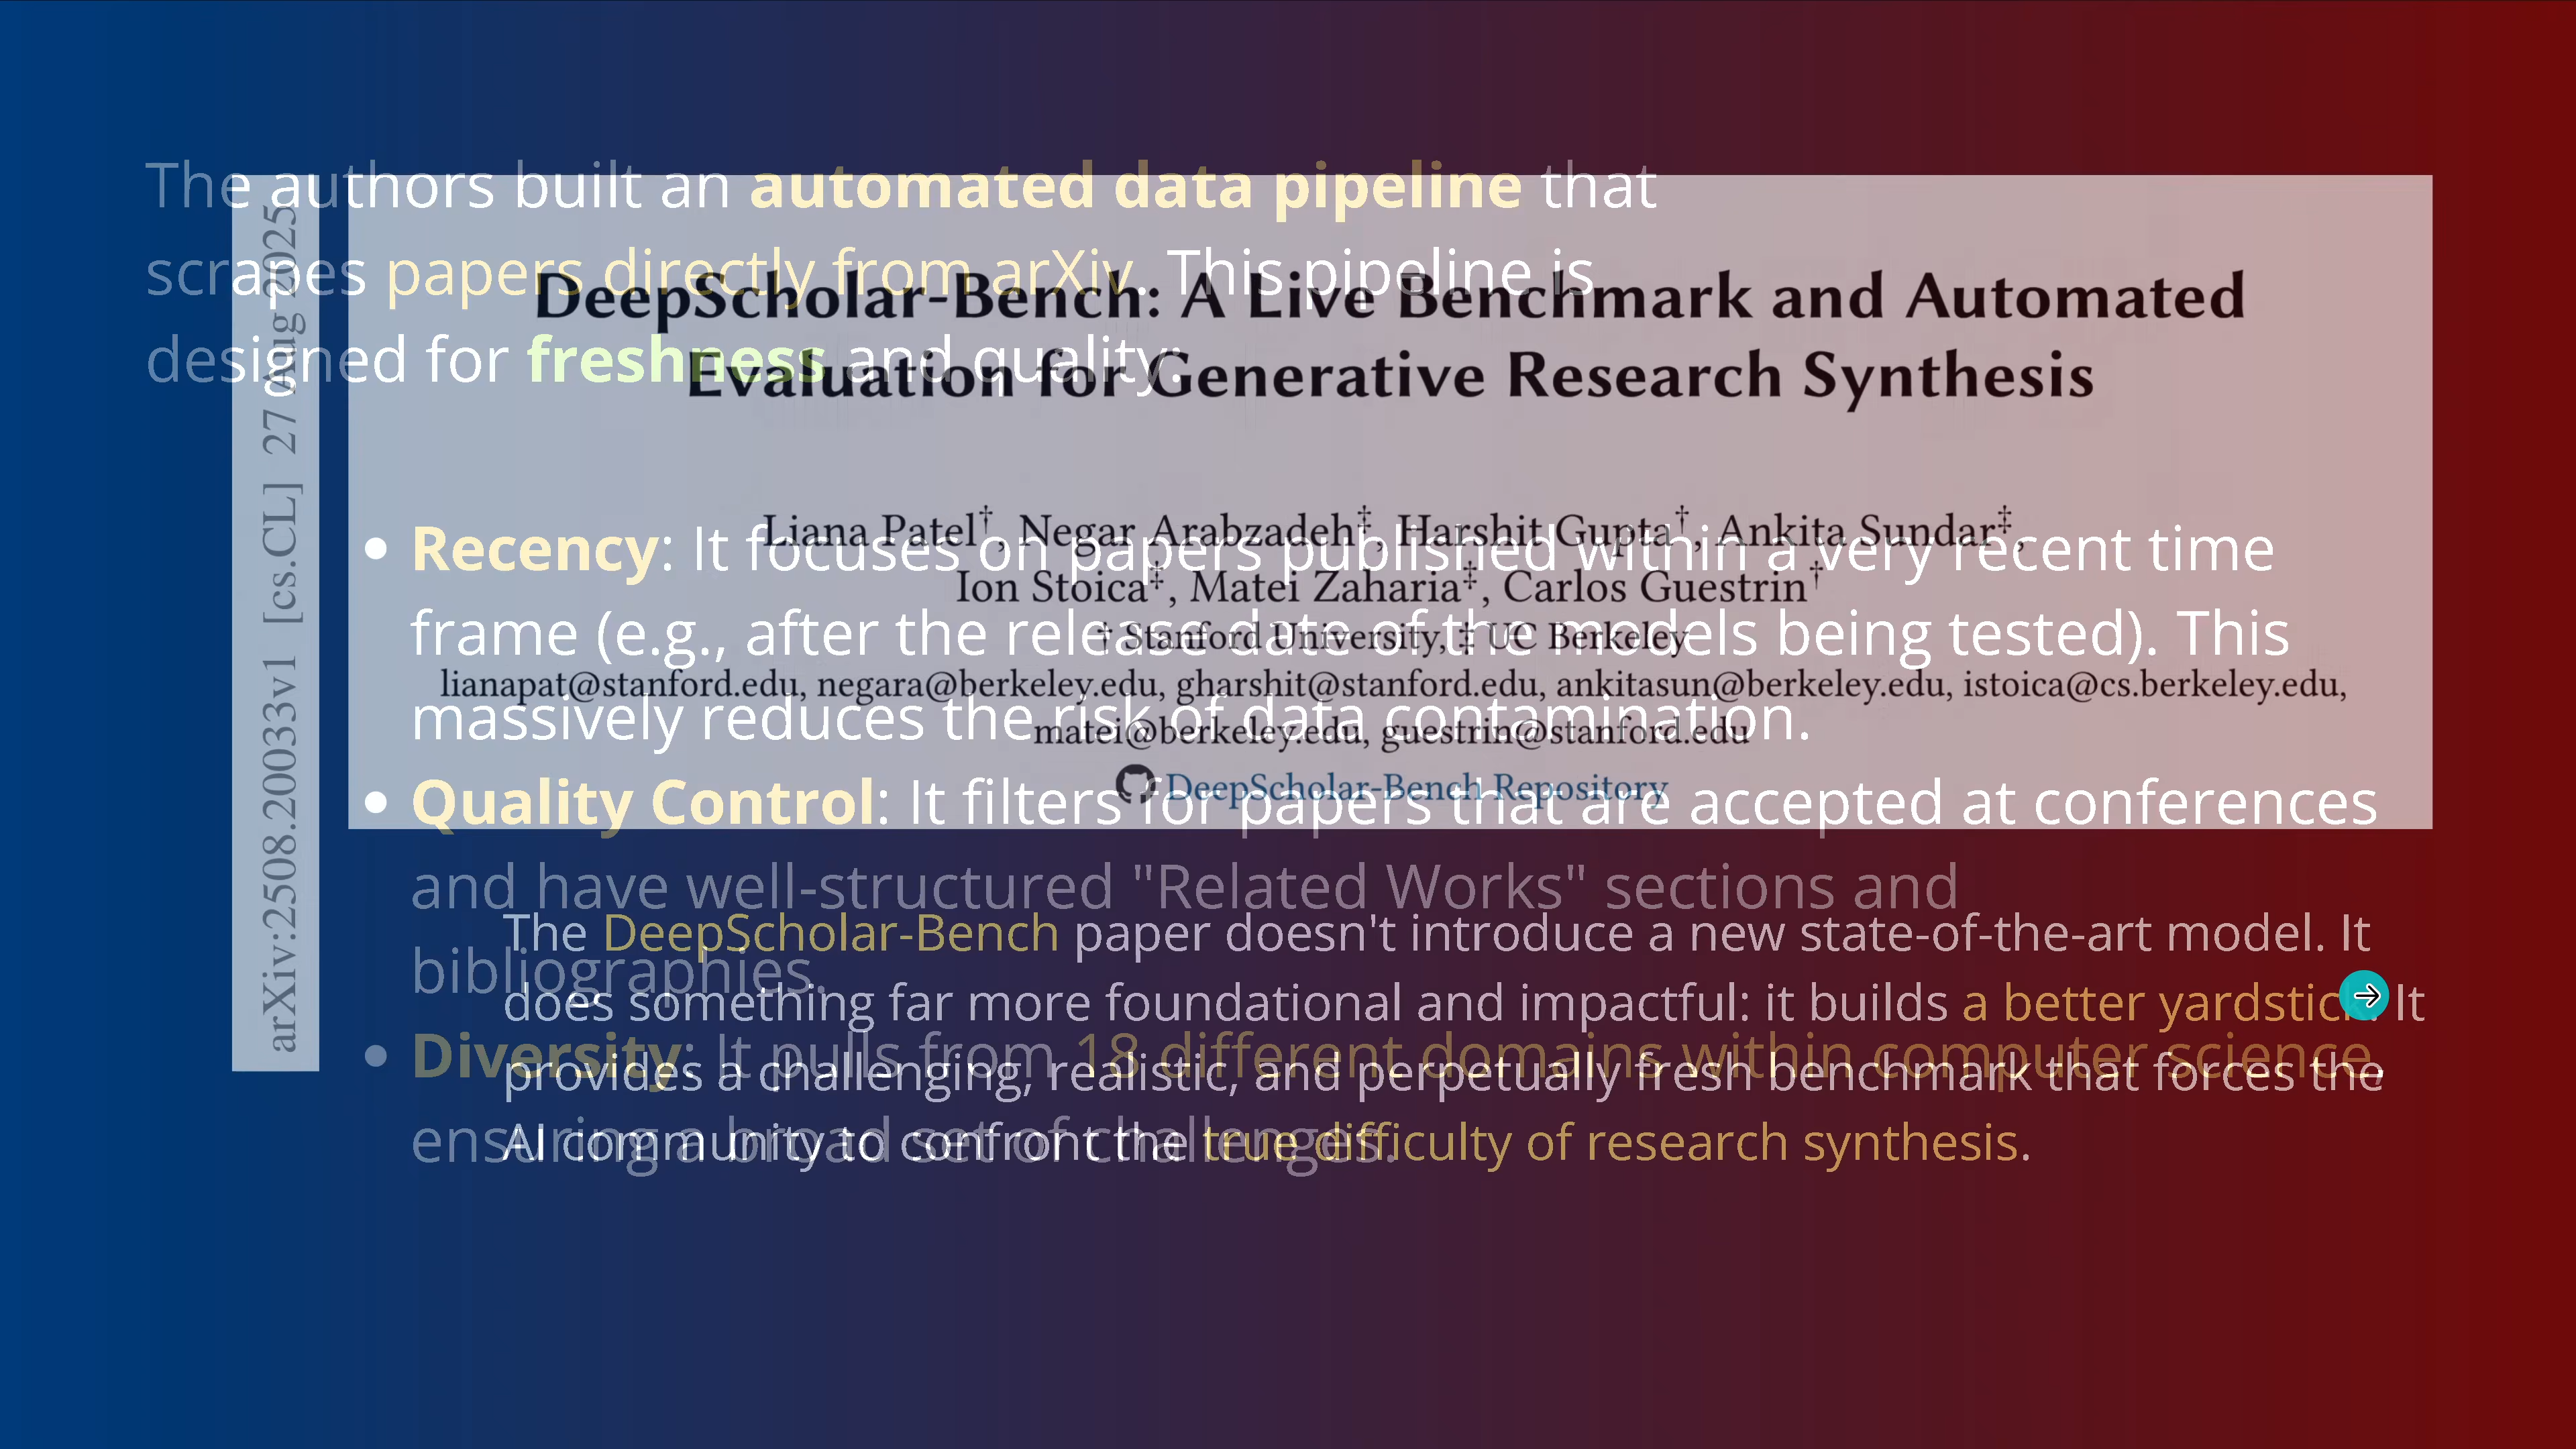 The authors built an automated data pipeline that
scrapes papers directly from arXiv. This pipeline is
designed for freshness and quality:
• Recency: It focuses on papers published within a very recent time
frame (e.g., after the release date of the models being tested). This
massively reduces the risk of data contamination.
• Quality Control: It filters for papers that are accepted at conferences
and have well-structured "Related Works" sections and
bibliographies.
• Diversity: It pulls from 18 different domains within computer science,
ensuring a broad set of challenges.
arXiv:2508.20033v1 [cs.CL] 27 Aug 2025
DeepScholar-Bench: A Live Benchmark and Automated
Evaluation for Generative Research Synthesis
Liana Patel†, Negar Arabzadeh‡, Harshit Gupta†, Ankita Sundar‡,
Ion Stoica‡, Matei Zaharia‡, Carlos Guestrin†
† Stanford University, ‡ UC Berkeley
lianapat@stanford.edu, negara@berkeley.edu, gharshit@stanford.edu, ankitasun@berkeley.edu, istoica@cs.berkeley.edu,
matei@berkeley.edu, guestrin@stanford.edu
DeepScholar-Bench Repository
The DeepScholar-Bench paper doesn't introduce a new state-of-the-art model. It
does something far more foundational and impactful: it builds a better yardstick. It
provides a challenging, realistic, and perpetually fresh benchmark that forces the
AI community to confront the true difficulty of research synthesis.